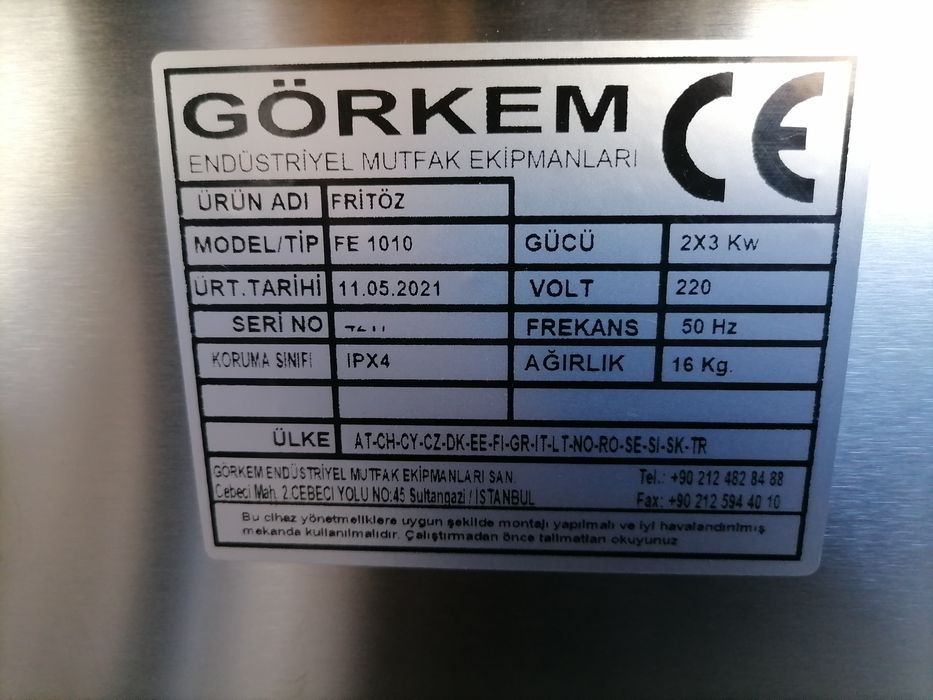 GÖRKEM CE
ENDÜSTRİYEL MUTFAK EKİPMANLARI
ÜRÜN ADI FRİTÖZ
MODEL/TİP FE 1010 GÜCÜ 2X3 Kw
ÜRT.TARİHİ 11.05.2021 VOLT 220
SERİ NO FREKANS 50 Hz
KORUMA SINIFI IPX4 AĞIRLIK 16 Kg.
ÜLKE AT-CH-CY-CZ-DK-EE-FI-GR-IT-LT-NO-RO-SE-SI-SK-TR
GÖRKEM ENDÜSTRİYEL MUTFAK EKİPMANLARI SAN. Tel.: +90 212 482 84 88
Cebeci Mah. 2.CEBECİ YOLU NO:45 Sultangazi / İSTANBUL Fax: +90 212 594 40 10
Bu cihaz yönetmeliklere uygun şekilde montajı yapılmalı ve iyi havalandırılmış
mekanda kullanılmalıdır. Çalıştırmadan önce talimatları okuyunuz